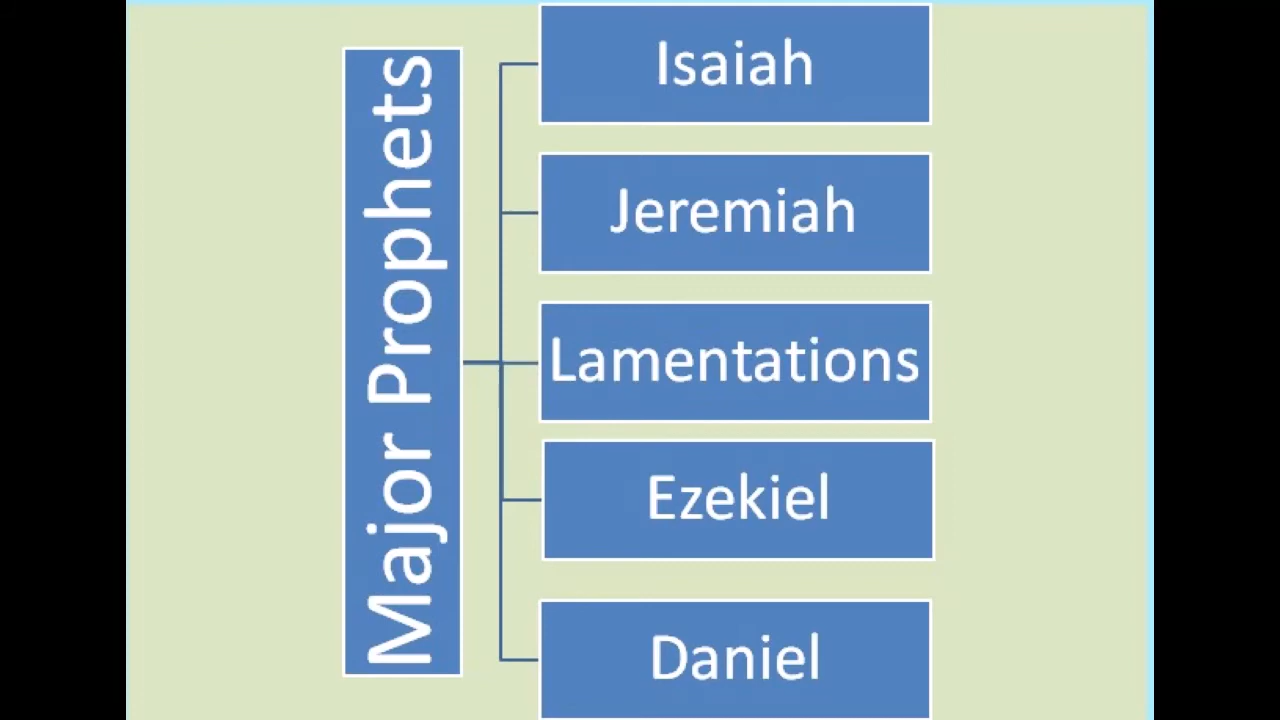 Major Prophets
Isaiah
Jeremiah
Lamentations
Ezekiel
Daniel